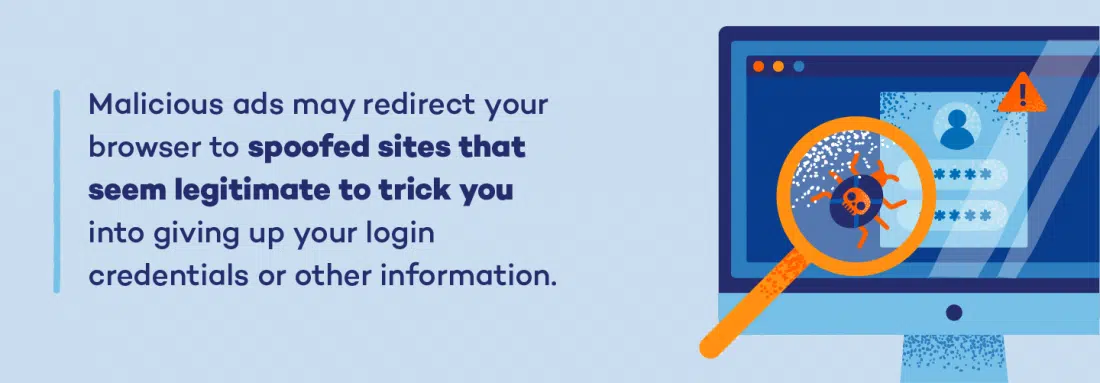 Malicious ads may redirect your
browser to spoofed sites that
seem legitimate to trick you
into giving up your login
credentials or other information.
!
****
****